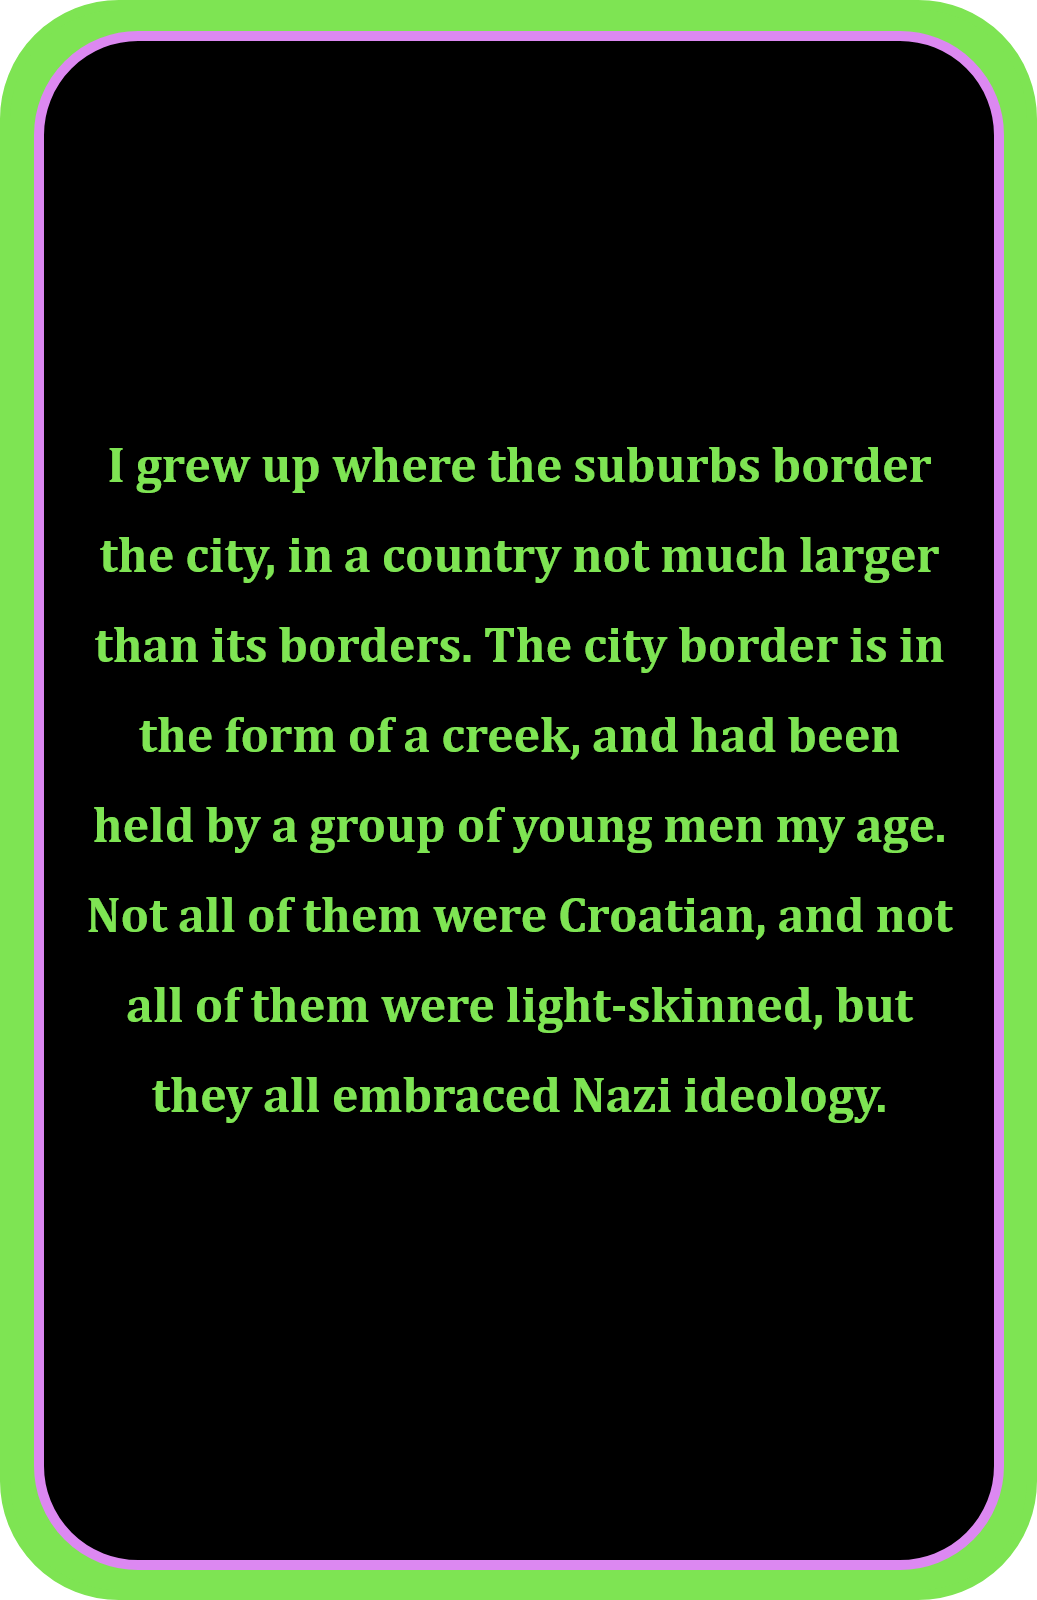 I grew up where the suburbs border
the city, in a country not much larger
than its borders. The city border is in
the form of a creek, and had been
held by a group of young men my age.
Not all of them were Croatian, and not
all of them were light-skinned, but
they all embraced Nazi ideology.